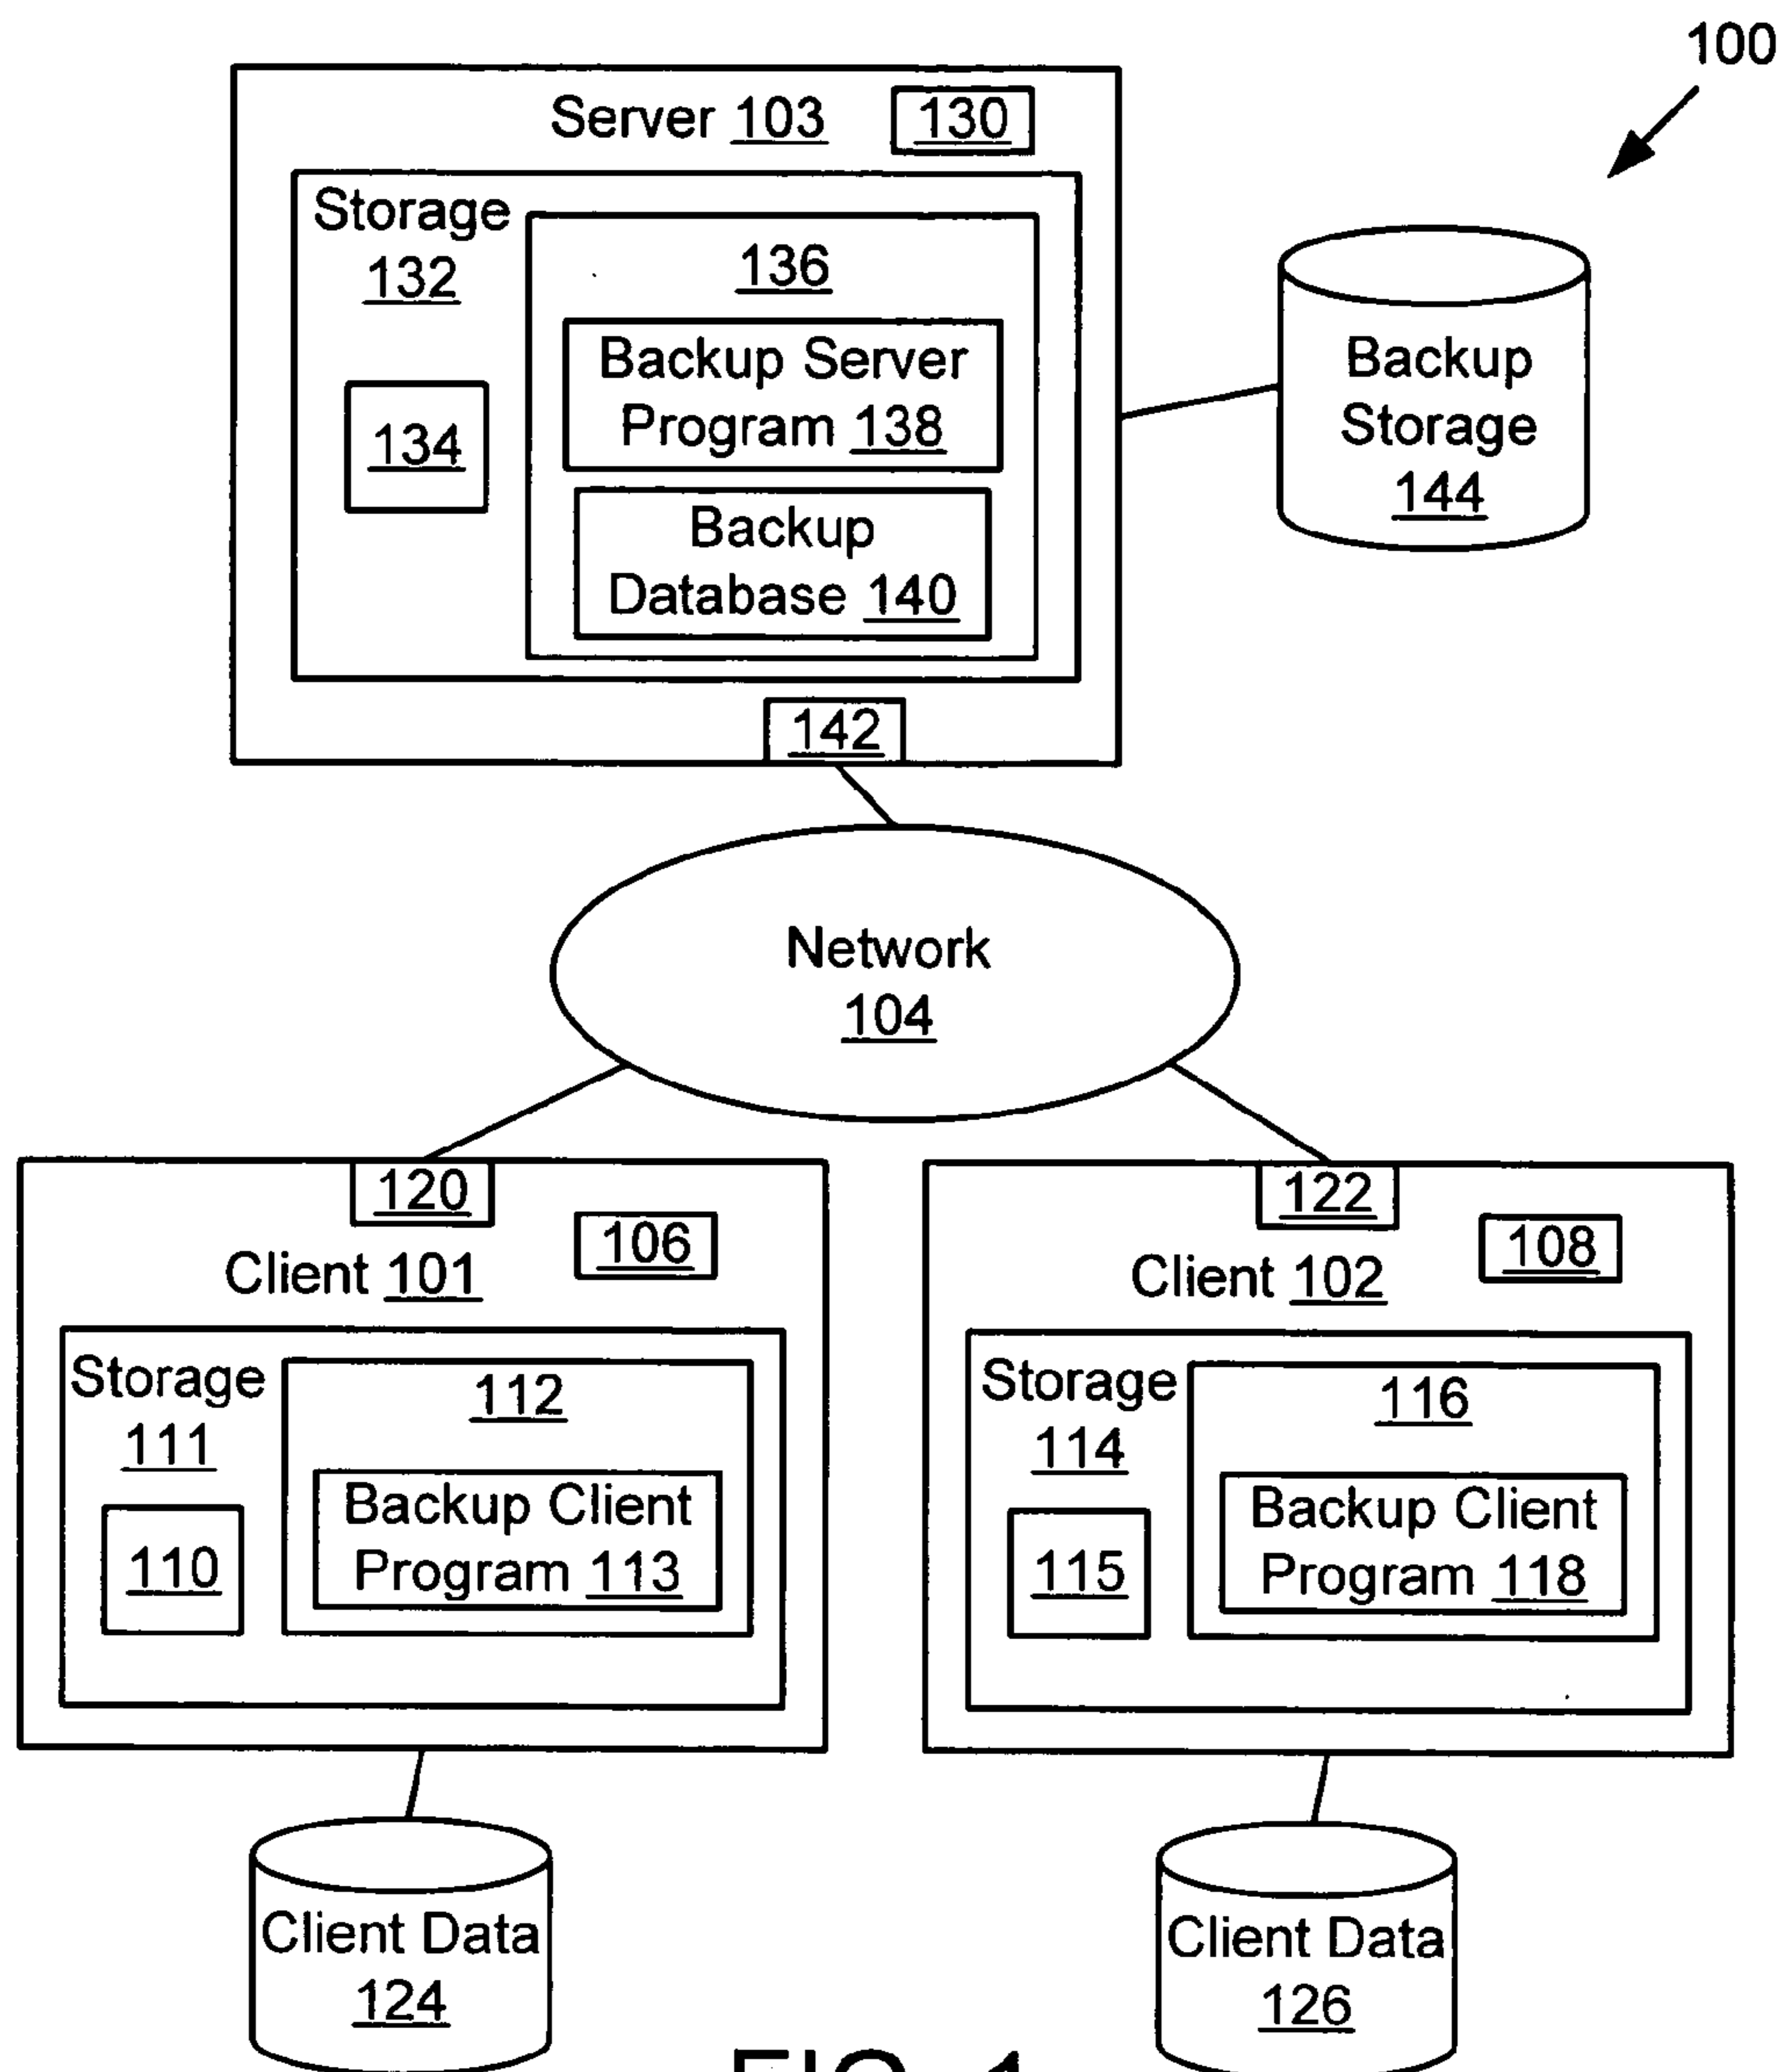 100
Server 103
130
Storage
132
136
Backup Server
Program 138
134
Backup
Database 140
142
Backup
Storage
144
Network
104
120
106
Client 101
Storage
111
112
Backup Client
Program 113
110
122
108
Client 102
Storage
114
116
Backup Client
Program 118
115
Client Data
124
Client Data
126
FIG. 1